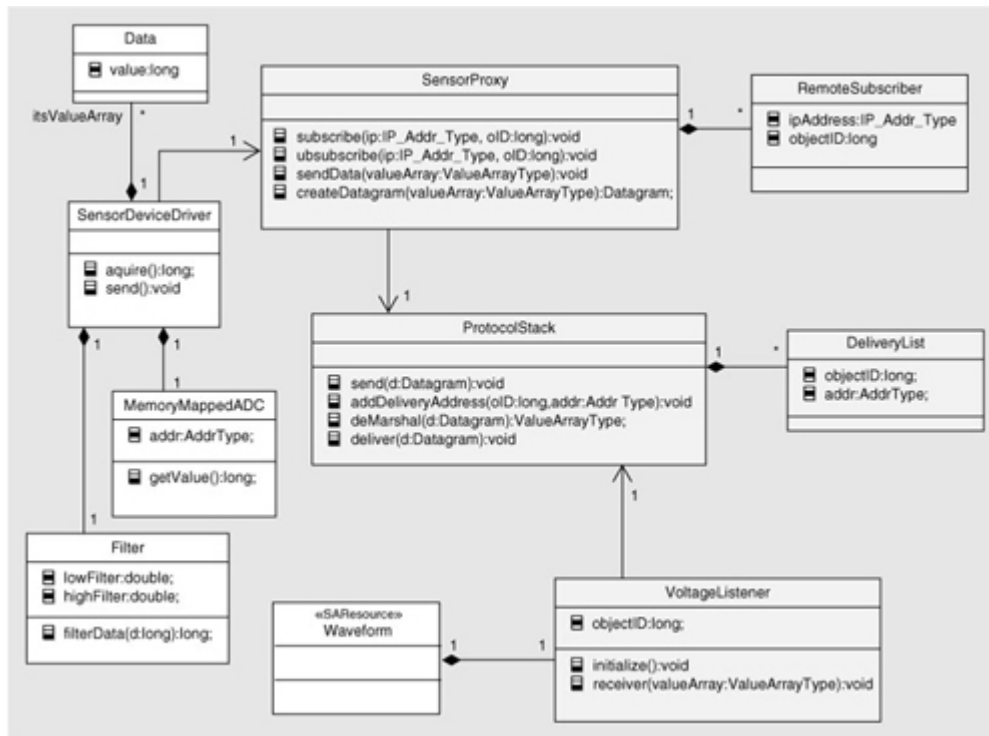 Data
value:long
itsValueArray
*
1
SensorProxy
subscribe(ip:IP_Addr_Type, oID:long):void
ubsubscribe(ip:IP_Addr_Type, oID:long):void
sendData(valueArray:ValueArrayType):void
createDatagram(valueArray:ValueArrayType):Datagram;
1
*
RemoteSubscriber
ipAddress:IP_Addr_Type
objectID:long
1
SensorDeviceDriver
aquire():long;
send():void
1
1
1
MemoryMappedADC
addr:AddrType;
getValue():long;
1
Filter
lowFilter:double;
highFilter:double;
filterData(d:long):long;
1
ProtocolStack
send(d:Datagram):void
addDeliveryAddress(oID:long,addr:Addr Type):void
deMarshal(d:Datagram):ValueArrayType;
deliver(d:Datagram):void
1
*
DeliveryList
objectID:long;
addr:AddrType;
1
«SAResource»
Waveform
1
1
VoltageListener
objectID:long;
initialize():void
receiver(valueArray:ValueArrayType):void